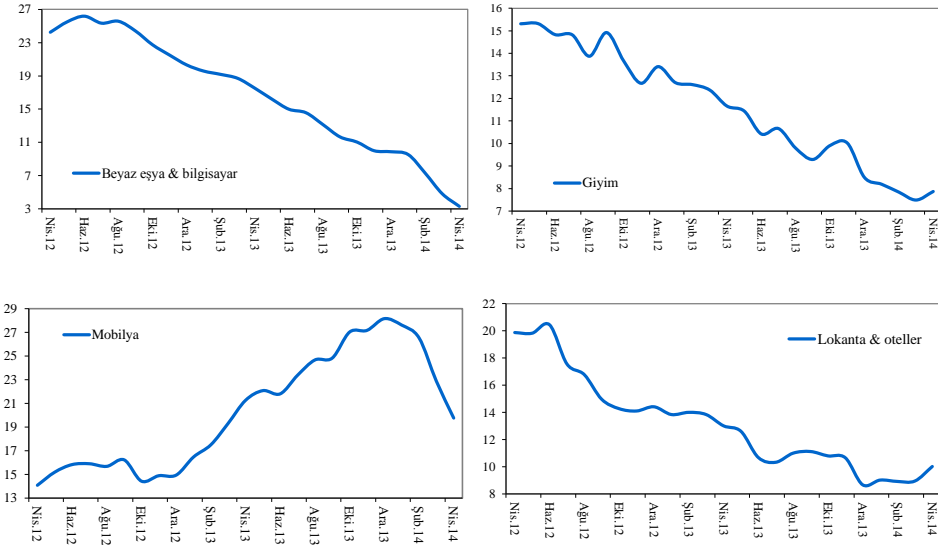 27
23
19
15
11
7
3
Beyaz eşya & bilgisayar
Nis.12
Haz.12
Ağu.12
Eki.12
Ara.12
Şub.13
Nis.13
Haz.13
Ağu.13
Eki.13
Ara.13
Şub.14
Nis.14
16
15
14
13
12
11
10
9
8
7
Giyim
Nis.12
Haz.12
Ağu.12
Eki.12
Ara.12
Şub.13
Nis.13
Haz.13
Ağu.13
Eki.13
Ara.13
Şub.14
Nis.14
29
27
25
23
21
19
17
15
13
Mobilya
Nis.12
Haz.12
Ağu.12
Eki.12
Ara.12
Şub.13
Nis.13
Haz.13
Ağu.13
Eki.13
Ara.13
Şub.14
Nis.14
22
20
18
16
14
12
10
8
Lokanta & oteller
Nis.12
Haz.12
Ağu.12
Eki.12
Ara.12
Şub.13
Nis.13
Haz.13
Ağu.13
Eki.13
Ara.13
Şub.14
Nis.14